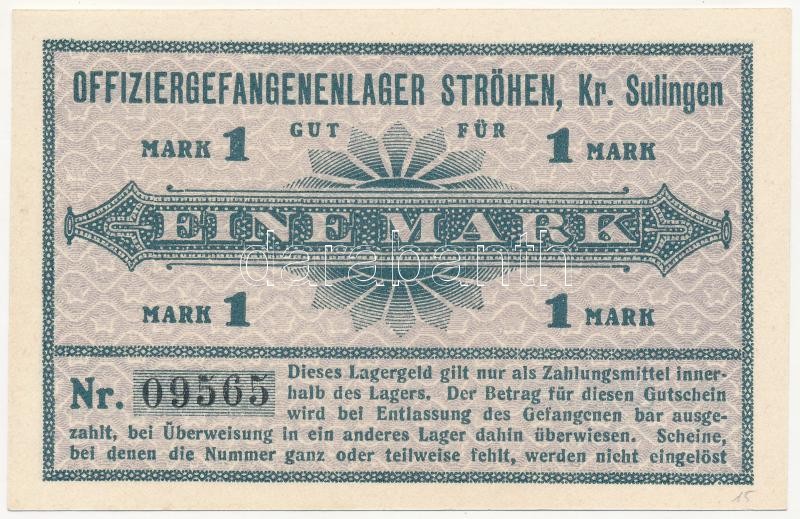 OFFIZIERGEFANGENENLAGER STRÖHEN, Kr. Sulingen
GUT FÜR
MARK 1 1 MARK
EINE MARK
darabanth
MARK 1 1 MARK
Nr. 09565
Dieses Lagergeld gilt nur als Zahlungsmittel inner-
halb des Lagers. Der Betrag für diesen Gutschein
wird bei Entlassung des Gefangenen bar ausge-
zahlt, bei Überweisung in ein anderes Lager dahin überwiesen. Scheine,
bei denen die Nummer ganz oder teilweise fehlt, werden nicht eingelöst
15